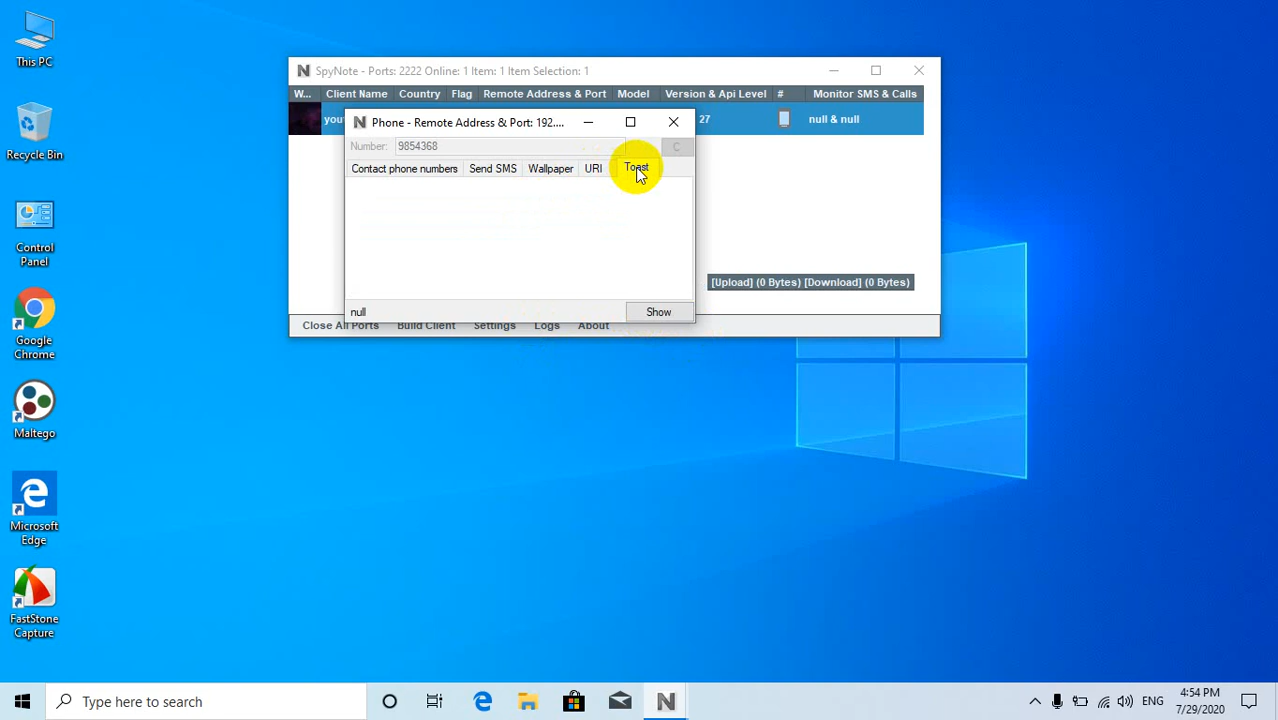 This PC
Recycle Bin
Control
Panel
Google
Chrome
Maltego
Microsoft
Edge
FastStone
Capture
SpyNote - Ports: 2222 Online: 1 Item: 1 Item Selection: 1
W... Client Name Country Flag Remote Address & Port Model Version & Api Level # Monitor SMS & Calls
you 27 null & null
Phone - Remote Address & Port: 192....
Number: 9854368 C
Contact phone numbers Send SMS Wallpaper URI Toast
null Show
[Upload] (0 Bytes) [Download] (0 Bytes)
Close All Ports Build Client Settings Logs About
Type here to search
ENG
4:54 PM
7/29/2020